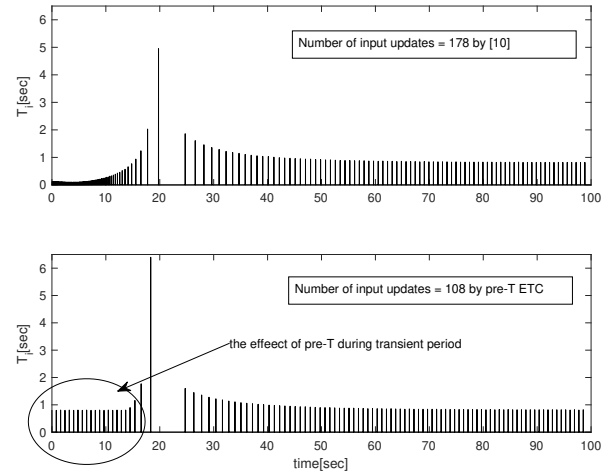 6
5
4
3
2
1
0
T_i[sec]
Number of input updates = 178 by [10]
0 10 20 30 40 50 60 70 80 90 100
6
5
4
3
2
1
0
T_i[sec]
Number of input updates = 108 by pre-T ETC
the effeect of pre-T during transient period
0 10 20 30 40 50 60 70 80 90 100
time[sec]